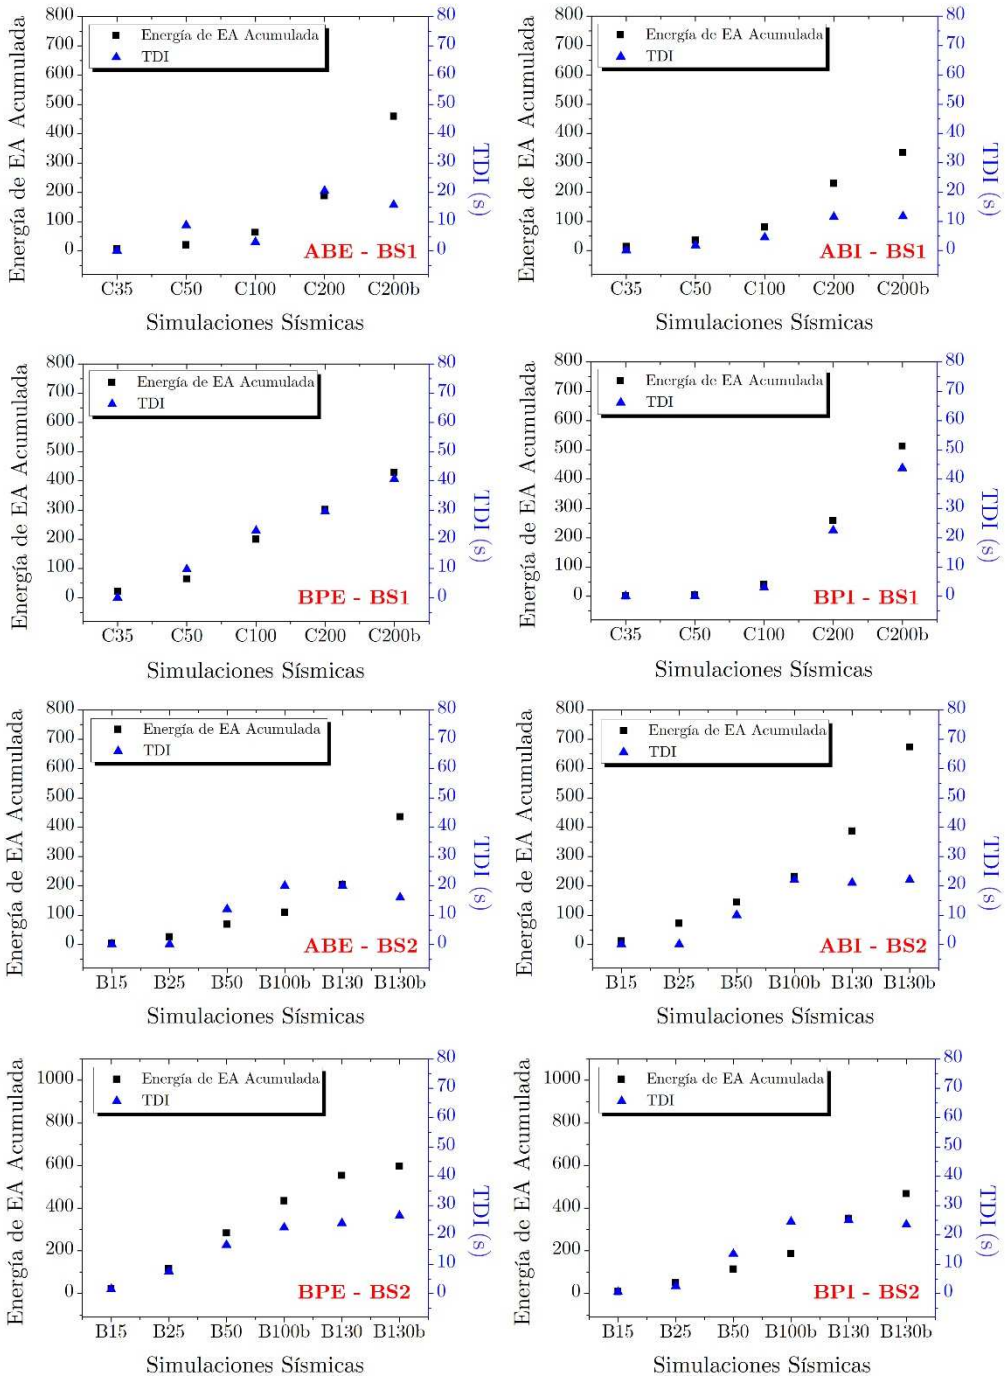 Energía de EA Acumulada
800
700
600
500
400
300
200
100
0
Energía de EA Acumulada
TDI
80
70
60
50
40
30
20
10
0
TDI (s)
ABE - BS1
C35 C50 C100 C200 C200b
Simulaciones Sísmicas
Energía de EA Acumulada
800
700
600
500
400
300
200
100
0
Energía de EA Acumulada
TDI
80
70
60
50
40
30
20
10
0
TDI (s)
ABI - BS1
C35 C50 C100 C200 C200b
Simulaciones Sísmicas
Energía de EA Acumulada
800
700
600
500
400
300
200
100
0
Energía de EA Acumulada
TDI
80
70
60
50
40
30
20
10
0
TDI (s)
BPE - BS1
C35 C50 C100 C200 C200b
Simulaciones Sísmicas
Energía de EA Acumulada
800
700
600
500
400
300
200
100
0
Energía de EA Acumulada
TDI
80
70
60
50
40
30
20
10
0
TDI (s)
BPI - BS1
C35 C50 C100 C200 C200b
Simulaciones Sísmicas
Energía de EA Acumulada
800
700
600
500
400
300
200
100
0
Energía de EA Acumulada
TDI
80
70
60
50
40
30
20
10
0
TDI (s)
ABE - BS2
B15 B25 B50 B100b B130 B130b
Simulaciones Sísmicas
Energía de EA Acumulada
800
700
600
500
400
300
200
100
0
Energía de EA Acumulada
TDI
80
70
60
50
40
30
20
10
0
TDI (s)
ABI - BS2
B15 B25 B50 B100b B130 B130b
Simulaciones Sísmicas
Energía de EA Acumulada
1000
800
600
400
200
0
Energía de EA Acumulada
TDI
80
70
60
50
40
30
20
10
0
TDI (s)
BPE - BS2
B15 B25 B50 B100b B130 B130b
Simulaciones Sísmicas
Energía de EA Acumulada
1000
800
600
400
200
0
Energía de EA Acumulada
TDI
80
70
60
50
40
30
20
10
0
TDI (s)
BPI - BS2
B15 B25 B50 B100b B130 B130b
Simulaciones Sísmicas